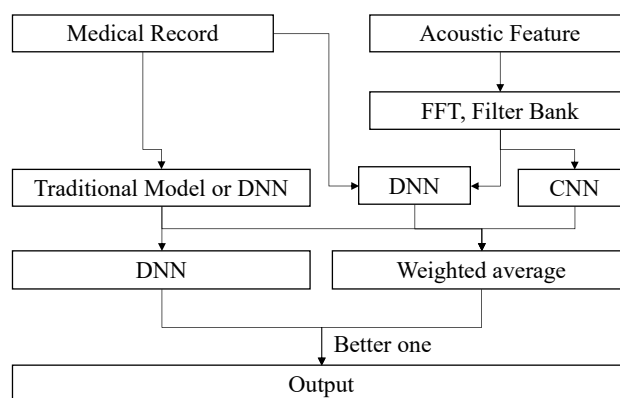 Medical Record
Acoustic Feature
FFT, Filter Bank
Traditional Model or DNN
DNN
CNN
DNN
Weighted average
Better one
Output